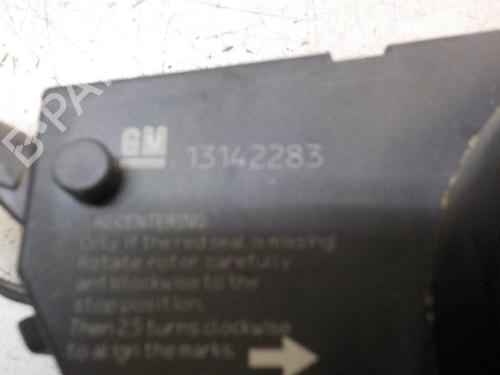 B-PARTS
GM 13142283
RECENTERING
Only if the red seal is missing!
Rotate rotor carefully
anticlockwise to the
stop position.
Then 2.5 turns clockwise
to align the marks.